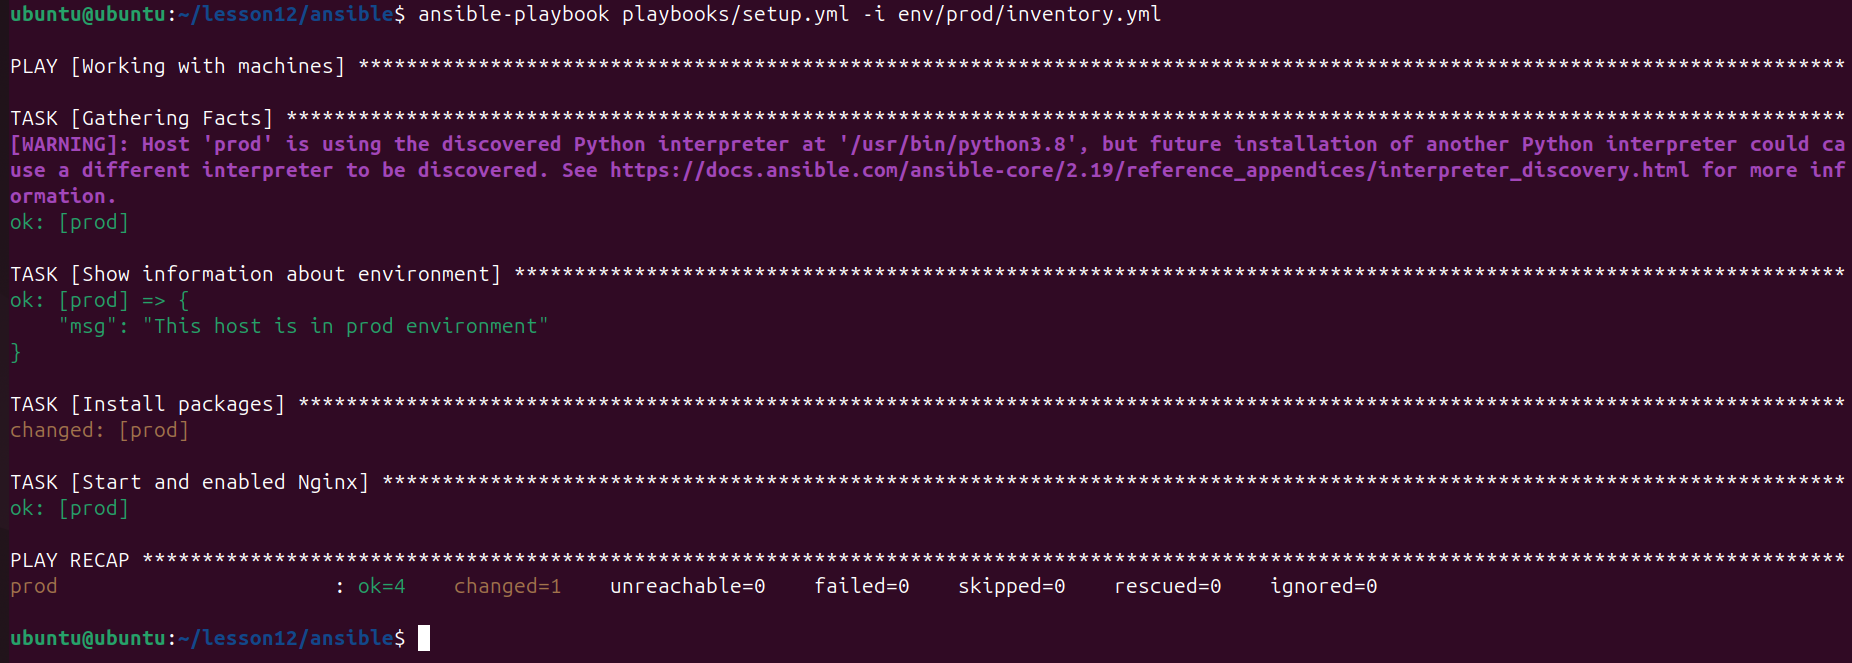 ubuntu@ubuntu:~/lesson12/ansible$ ansible-playbook playbooks/setup.yml -i env/prod/inventory.yml
PLAY [Working with machines] ****************************************************************************************************************************
TASK [Gathering Facts] **********************************************************************************************************************************
[WARNING]: Host 'prod' is using the discovered Python interpreter at '/usr/bin/python3.8', but future installation of another Python interpreter could ca
use a different interpreter to be discovered. See https://docs.ansible.com/ansible-core/2.19/reference_appendices/interpreter_discovery.html for more inf
ormation.
ok: [prod]
TASK [Show information about environment] ***************************************************************************************************************
ok: [prod] => {
    "msg": "This host is in prod environment"
}
TASK [Install packages] *********************************************************************************************************************************
changed: [prod]
TASK [Start and enabled Nginx] **************************************************************************************************************************
ok: [prod]
PLAY RECAP **********************************************************************************************************************************************
prod                       : ok=4    changed=1    unreachable=0    failed=0    skipped=0    rescued=0    ignored=0
ubuntu@ubuntu:~/lesson12/ansible$